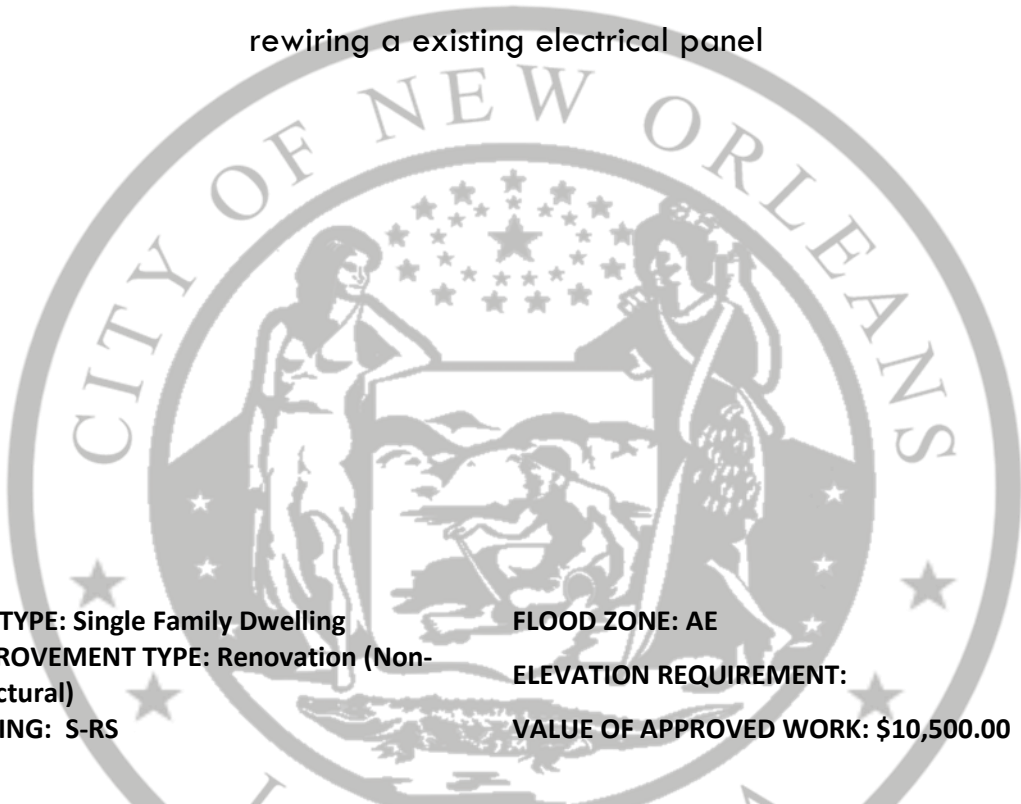 rewiring a existing electrical panel
CITY OF NEW ORLEANS
TYPE: Single Family Dwelling
ROVEMENT TYPE: Renovation (Non-
ctural)
ING: S-RS
FLOOD ZONE: AE
ELEVATION REQUIREMENT:
VALUE OF APPROVED WORK: $10,500.00